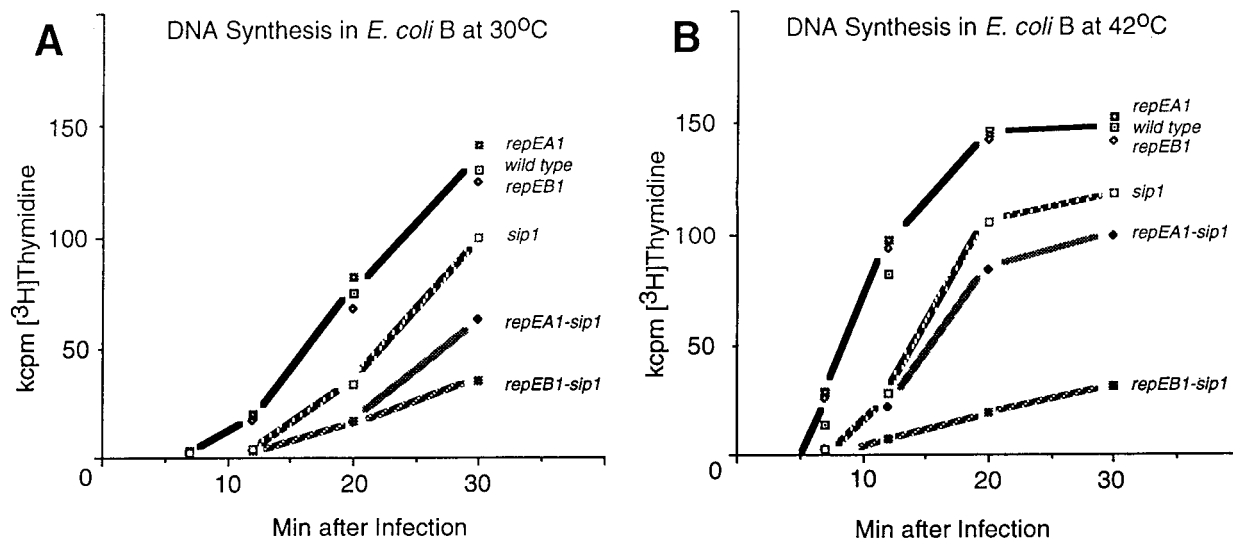 A
DNA Synthesis in E. coli B at 30°C
kcpm [³H]Thymidine
150
100
50
0
10
20
30
Min after Infection
repEA1
wild type
repEB1
sip1
repEA1-sip1
repEB1-sip1
B
DNA Synthesis in E. coli B at 42°C
kcpm [³H]Thymidine
150
100
50
0
10
20
30
Min after Infection
repEA1
wild type
repEB1
sip1
repEA1-sip1
repEB1-sip1